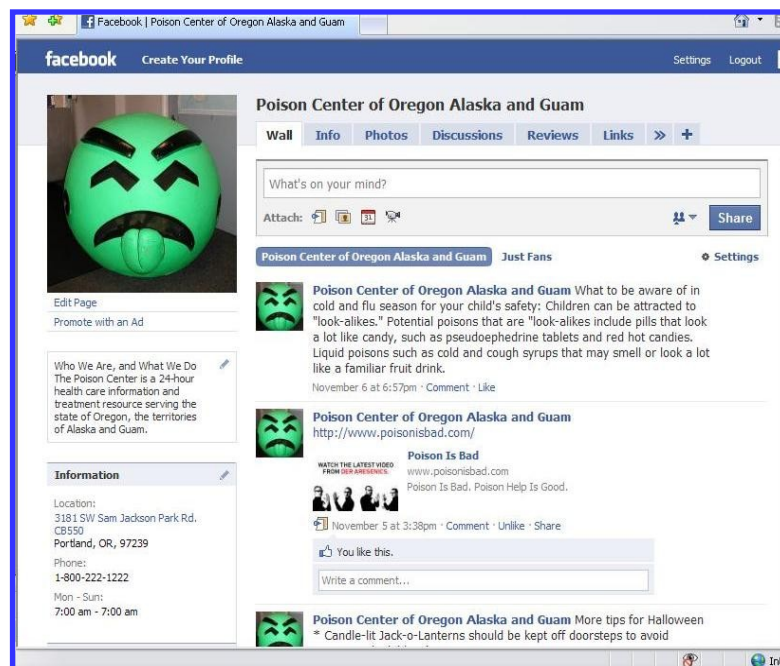 Facebook | Poison Center of Oregon Alaska and Guam
facebook Create Your Profile Settings Logout
Poison Center of Oregon Alaska and Guam
Wall Info Photos Discussions Reviews Links » +
What's on your mind?
Attach: 31 Share
Poison Center of Oregon Alaska and Guam Just Fans Settings
Edit Page
Promote with an Ad
Who We Are, and What We Do
The Poison Center is a 24-hour
health care information and
treatment resource serving the
state of Oregon, the territories
of Alaska and Guam.
Information
Location:
3181 SW Sam Jackson Park Rd.
CB550
Portland, OR, 97239
Phone:
1-800-222-1222
Mon - Sun:
7:00 am - 7:00 am
Poison Center of Oregon Alaska and Guam What to be aware of in
cold and flu season for your child's safety: Children can be attracted to
"look-alikes." Potential poisons that are "look-alikes include pills that look
a lot like candy, such as pseudoephedrine tablets and red hot candies.
Liquid poisons such as cold and cough syrups that may smell or look a lot
like a familiar fruit drink.
November 6 at 6:57pm · Comment · Like
Poison Center of Oregon Alaska and Guam
http://www.poisonisbad.com/
WATCH THE LATEST VIDEO
FROM DER ARESENICS.
Poison Is Bad
www.poisonisbad.com
Poison Is Bad. Poison Help Is Good.
November 5 at 3:38pm · Comment · Unlike · Share
You like this.
Write a comment...
Poison Center of Oregon Alaska and Guam More tips for Halloween
* Candle-lit Jack-o-Lanterns should be kept off doorsteps to avoid